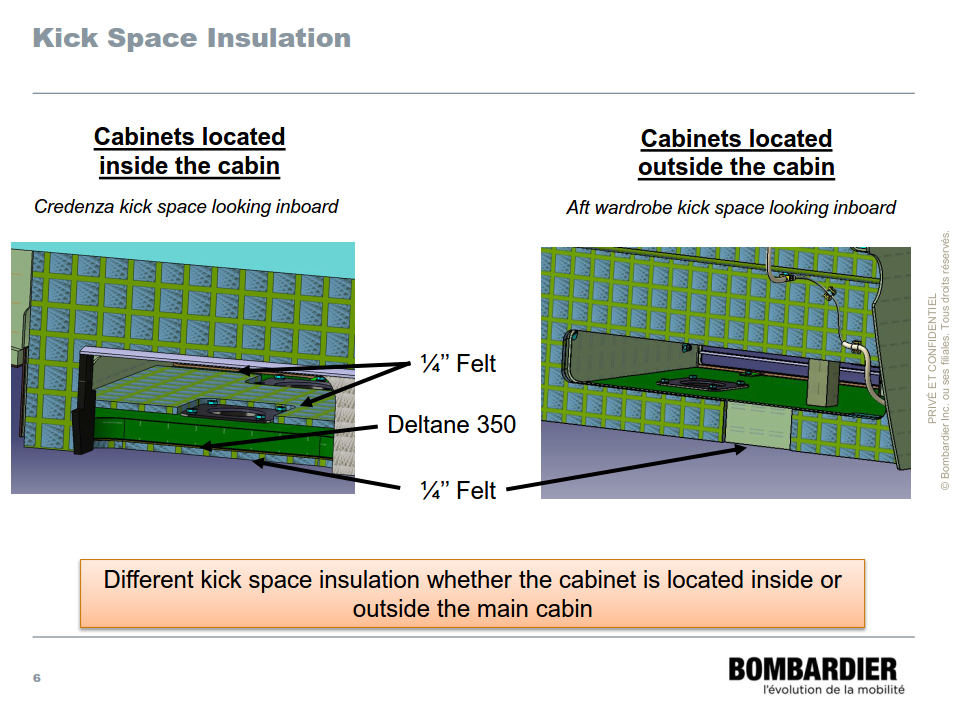 Kick Space Insulation
Cabinets located
inside the cabin
Credenza kick space looking inboard
Cabinets located
outside the cabin
Aft wardrobe kick space looking inboard
¼’’ Felt
Deltane 350
¼’’ Felt
Different kick space insulation whether the cabinet is located inside or
outside the main cabin
PRIVÉ ET CONFIDENTIEL
© Bombardier Inc. ou ses filiales. Tous droits réservés.
6
BOMBARDIER
l’évolution de la mobilité